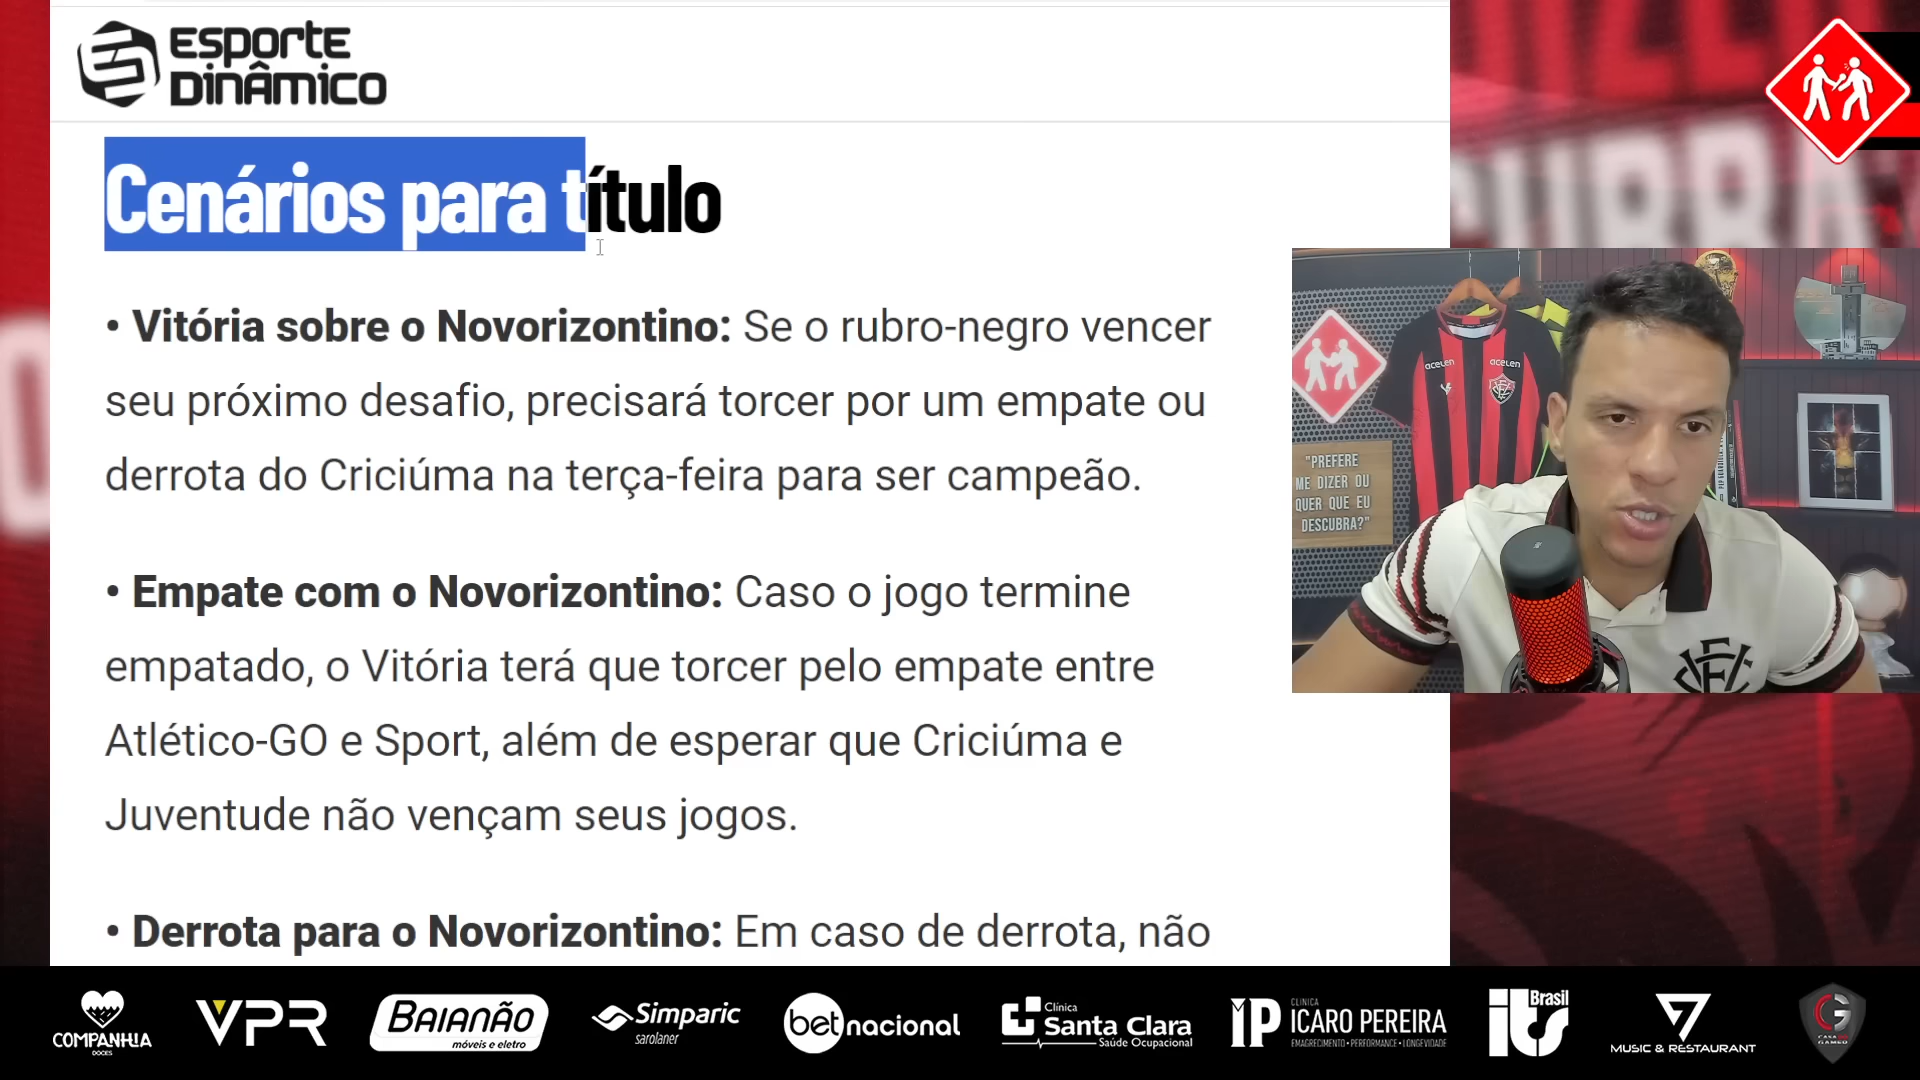 ESPORTE
DINÂMICO
Cenários para título
• Vitória sobre o Novorizontino: Se o rubro-negro vencer
seu próximo desafio, precisará torcer por um empate ou
derrota do Criciúma na terça-feira para ser campeão.
• Empate com o Novorizontino: Caso o jogo termine
empatado, o Vitória terá que torcer pelo empate entre
Atlético-GO e Sport, além de esperar que Criciúma e
Juventude não vençam seus jogos.
• Derrota para o Novorizontino: Em caso de derrota, não
acelen
acelen
"PREFERE
ME DIZER OU
QUER QUE EU
DESCUBRA?"
COMPANHIA
DOCES
VPR
BAIANÃO
móveis e eletro
Simparic
sarolaner
betnacional
Clínica
Santa Clara
Saúde Ocupacional
IP
CLINICA
ICARO PEREIRA
EMAGRECIMENTO • PERFORMANCE • LONGEVIDADE
its Brasil
MUSIC & RESTAURANT